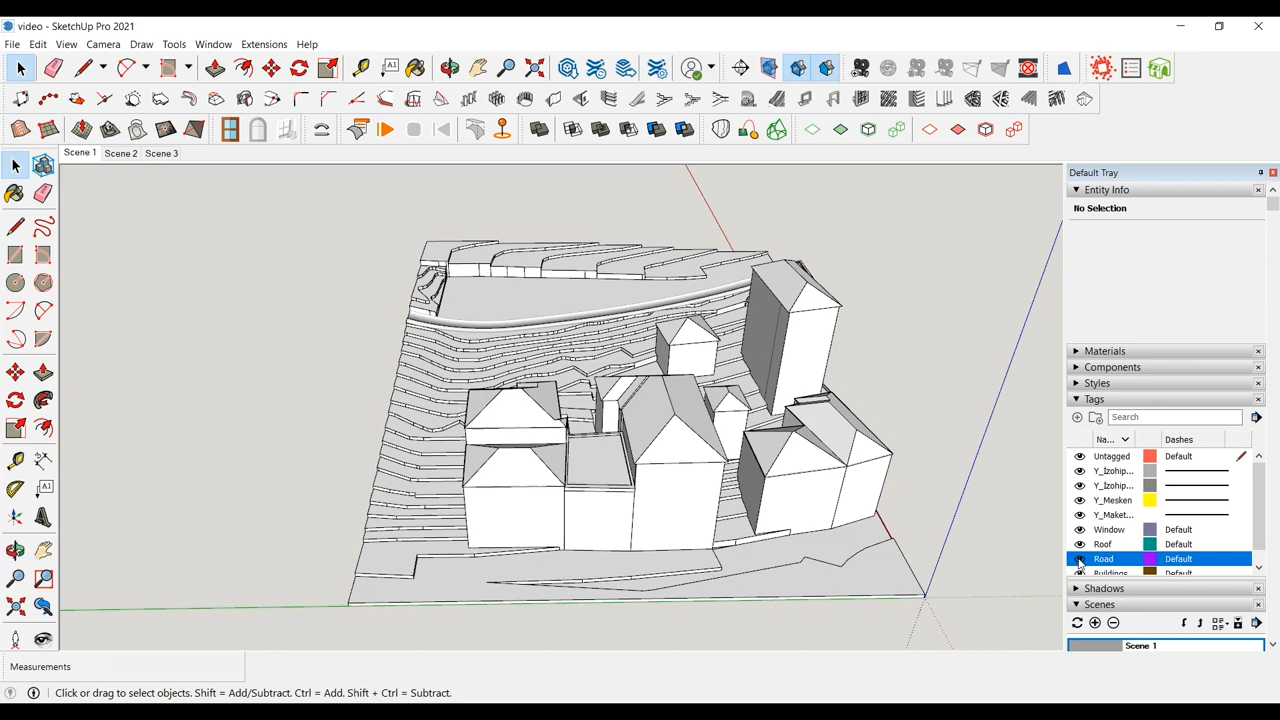 video - SketchUp Pro 2021
File Edit View Camera Draw Tools Window Extensions Help
Scene 1 Scene 2 Scene 3
Default Tray
Entity Info
No Selection
Materials
Components
Styles
Tags
Search
Na... Dashes
Untagged Default
Y_İzohip...
Y_İzohip...
Y_Mesken
Y_Maket...
Window Default
Roof Default
Road Default
Buildings Default
Shadows
Scenes
Scene 1
Measurements
Click or drag to select objects. Shift = Add/Subtract. Ctrl = Add. Shift + Ctrl = Subtract.